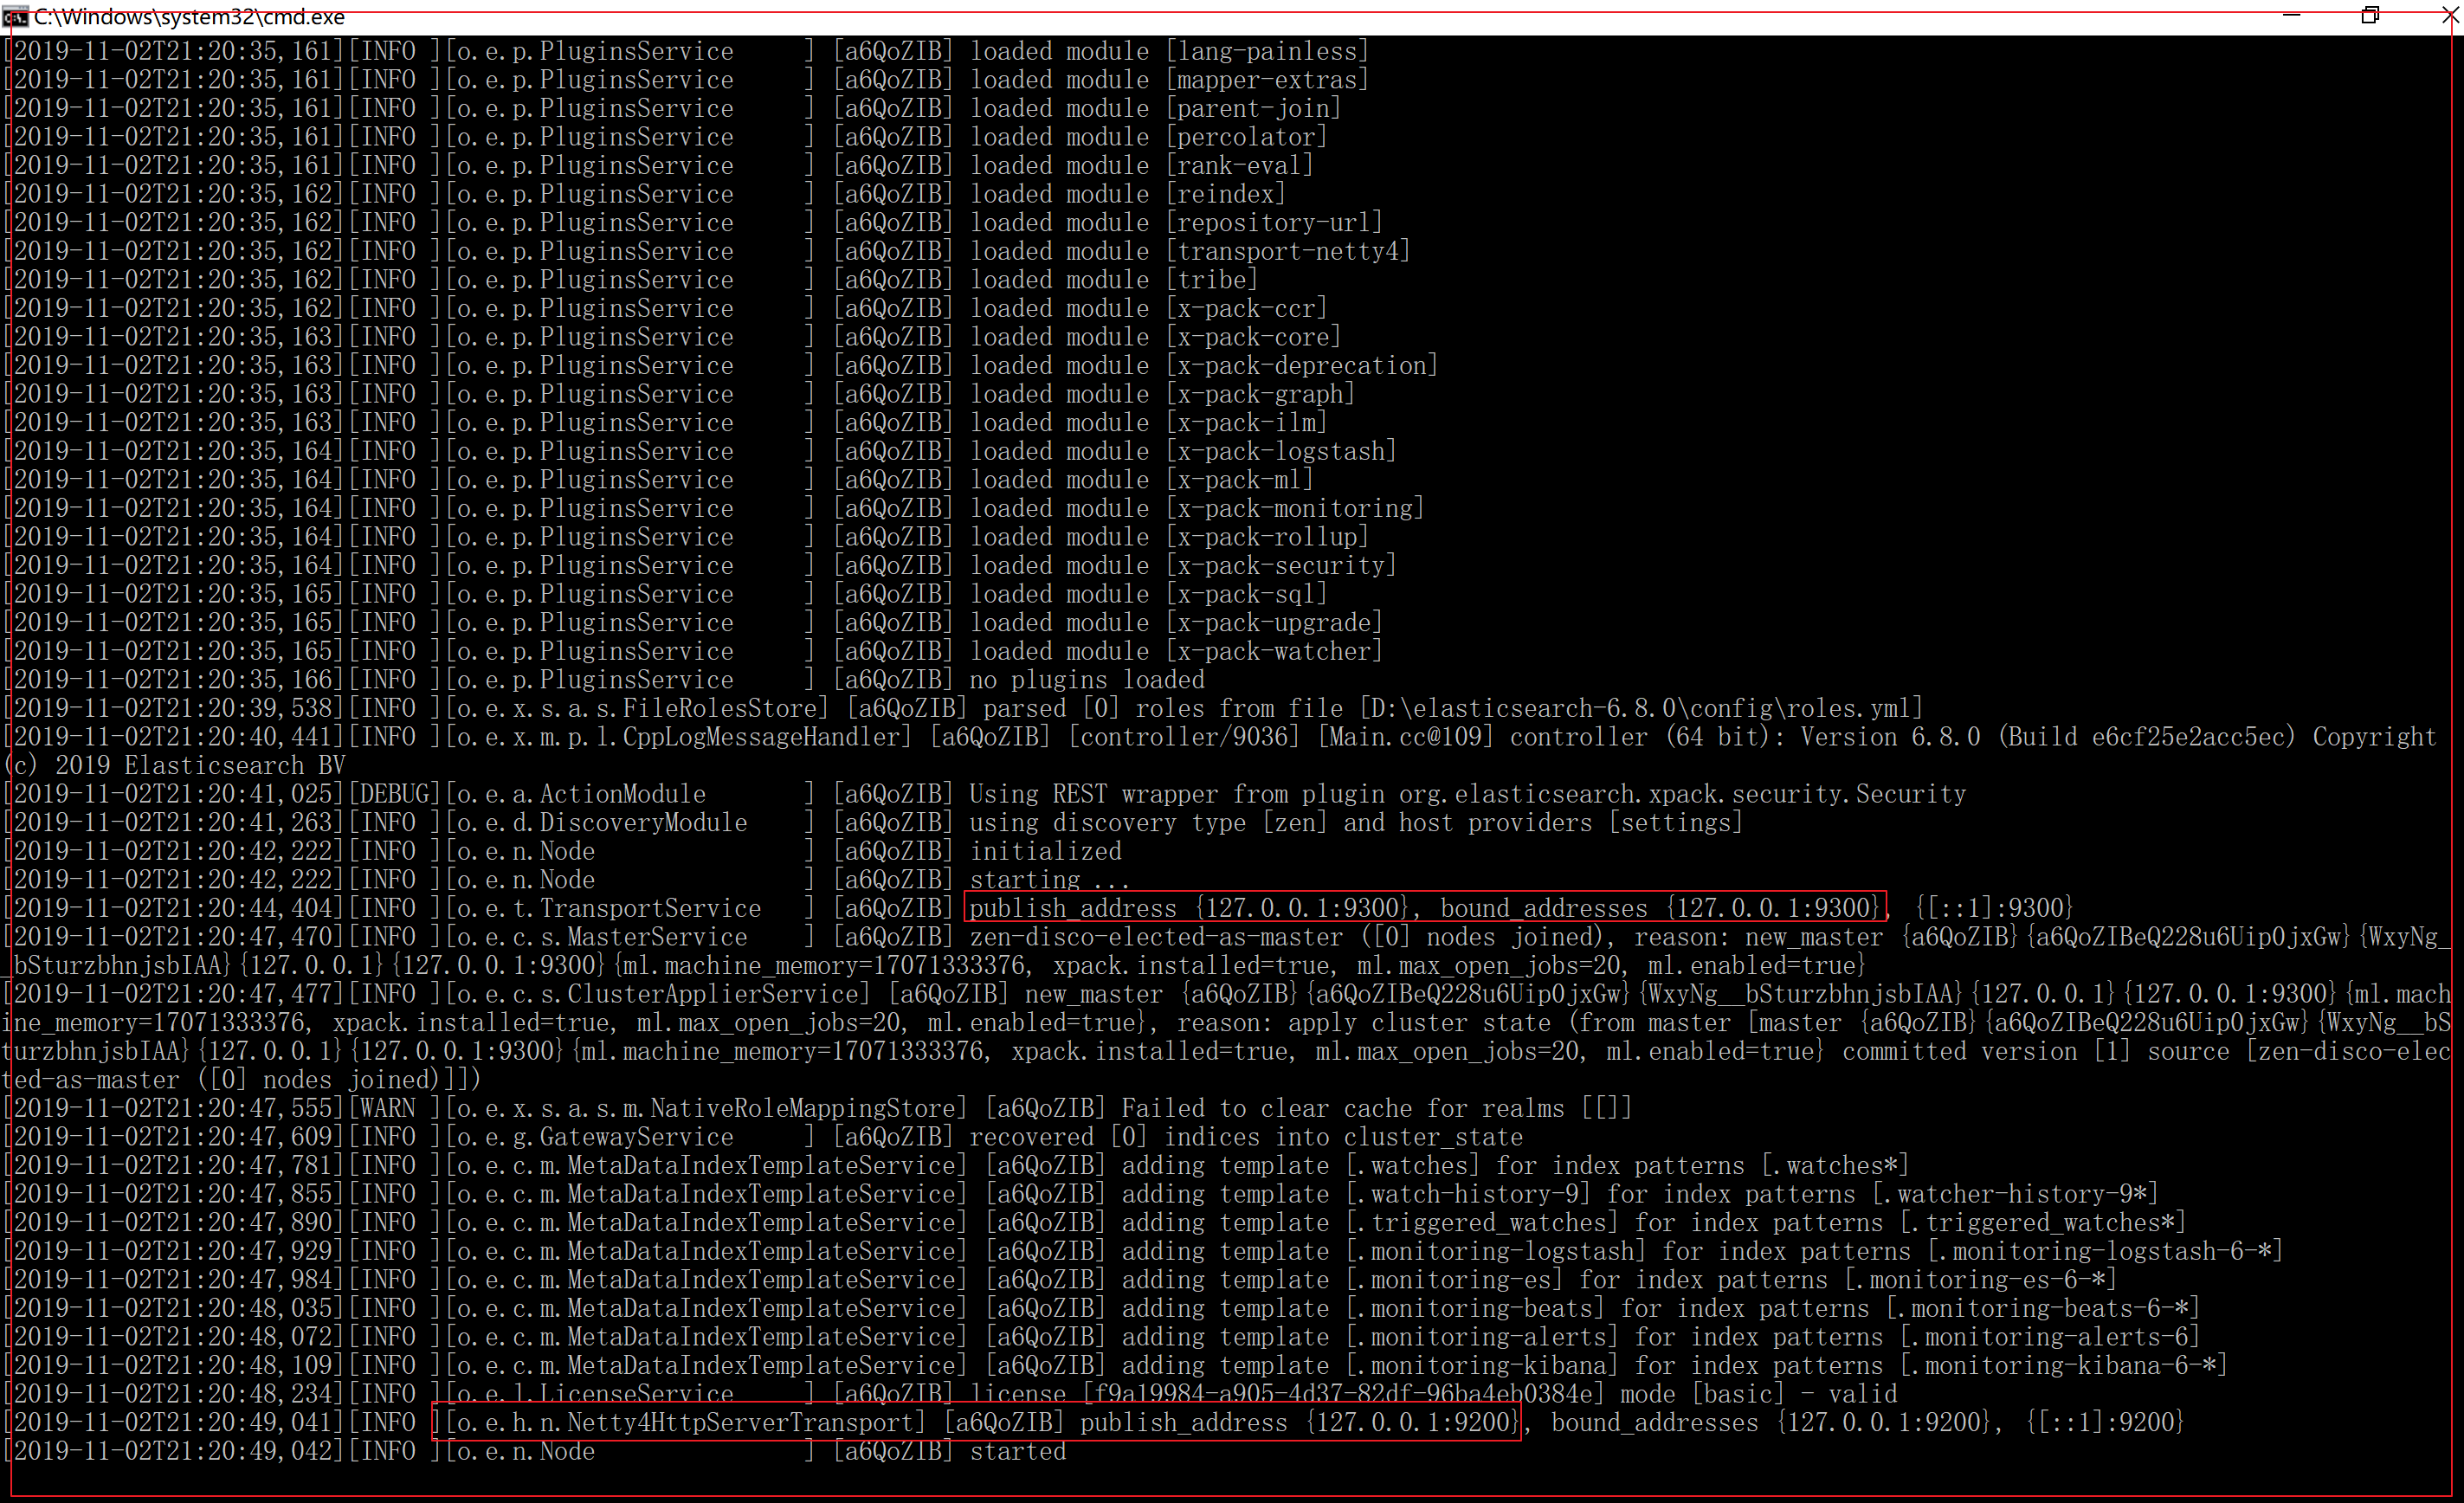 C:\Windows\system32\cmd.exe
[2019-11-02T21:20:35,161][INFO ][o.e.p.PluginsService     ] [a6QoZIB] loaded module [lang-painless]
[2019-11-02T21:20:35,161][INFO ][o.e.p.PluginsService     ] [a6QoZIB] loaded module [mapper-extras]
[2019-11-02T21:20:35,161][INFO ][o.e.p.PluginsService     ] [a6QoZIB] loaded module [parent-join]
[2019-11-02T21:20:35,161][INFO ][o.e.p.PluginsService     ] [a6QoZIB] loaded module [percolator]
[2019-11-02T21:20:35,161][INFO ][o.e.p.PluginsService     ] [a6QoZIB] loaded module [rank-eval]
[2019-11-02T21:20:35,162][INFO ][o.e.p.PluginsService     ] [a6QoZIB] loaded module [reindex]
[2019-11-02T21:20:35,162][INFO ][o.e.p.PluginsService     ] [a6QoZIB] loaded module [repository-url]
[2019-11-02T21:20:35,162][INFO ][o.e.p.PluginsService     ] [a6QoZIB] loaded module [transport-netty4]
[2019-11-02T21:20:35,162][INFO ][o.e.p.PluginsService     ] [a6QoZIB] loaded module [tribe]
[2019-11-02T21:20:35,162][INFO ][o.e.p.PluginsService     ] [a6QoZIB] loaded module [x-pack-ccr]
[2019-11-02T21:20:35,163][INFO ][o.e.p.PluginsService     ] [a6QoZIB] loaded module [x-pack-core]
[2019-11-02T21:20:35,163][INFO ][o.e.p.PluginsService     ] [a6QoZIB] loaded module [x-pack-deprecation]
[2019-11-02T21:20:35,163][INFO ][o.e.p.PluginsService     ] [a6QoZIB] loaded module [x-pack-graph]
[2019-11-02T21:20:35,163][INFO ][o.e.p.PluginsService     ] [a6QoZIB] loaded module [x-pack-ilm]
[2019-11-02T21:20:35,164][INFO ][o.e.p.PluginsService     ] [a6QoZIB] loaded module [x-pack-logstash]
[2019-11-02T21:20:35,164][INFO ][o.e.p.PluginsService     ] [a6QoZIB] loaded module [x-pack-ml]
[2019-11-02T21:20:35,164][INFO ][o.e.p.PluginsService     ] [a6QoZIB] loaded module [x-pack-monitoring]
[2019-11-02T21:20:35,164][INFO ][o.e.p.PluginsService     ] [a6QoZIB] loaded module [x-pack-rollup]
[2019-11-02T21:20:35,164][INFO ][o.e.p.PluginsService     ] [a6QoZIB] loaded module [x-pack-security]
[2019-11-02T21:20:35,165][INFO ][o.e.p.PluginsService     ] [a6QoZIB] loaded module [x-pack-sql]
[2019-11-02T21:20:35,165][INFO ][o.e.p.PluginsService     ] [a6QoZIB] loaded module [x-pack-upgrade]
[2019-11-02T21:20:35,165][INFO ][o.e.p.PluginsService     ] [a6QoZIB] loaded module [x-pack-watcher]
[2019-11-02T21:20:35,166][INFO ][o.e.p.PluginsService     ] [a6QoZIB] no plugins loaded
[2019-11-02T21:20:39,538][INFO ][o.e.x.s.a.s.FileRolesStore] [a6QoZIB] parsed [0] roles from file [D:\elasticsearch-6.8.0\config\roles.yml]
[2019-11-02T21:20:40,441][INFO ][o.e.x.m.p.l.CppLogMessageHandler] [a6QoZIB] [controller/9036] [Main.cc@109] controller (64 bit): Version 6.8.0 (Build e6cf25e2acc5ec) Copyright
(c) 2019 Elasticsearch BV
[2019-11-02T21:20:41,025][DEBUG][o.e.a.ActionModule       ] [a6QoZIB] Using REST wrapper from plugin org.elasticsearch.xpack.security.Security
[2019-11-02T21:20:41,263][INFO ][o.e.d.DiscoveryModule    ] [a6QoZIB] using discovery type [zen] and host providers [settings]
[2019-11-02T21:20:42,222][INFO ][o.e.n.Node               ] [a6QoZIB] initialized
[2019-11-02T21:20:42,222][INFO ][o.e.n.Node               ] [a6QoZIB] starting ...
[2019-11-02T21:20:44,404][INFO ][o.e.t.TransportService   ] [a6QoZIB] publish_address {127.0.0.1:9300}, bound_addresses {127.0.0.1:9300}, {[::1]:9300}
[2019-11-02T21:20:47,470][INFO ][o.e.c.s.MasterService    ] [a6QoZIB] zen-disco-elected-as-master ([0] nodes joined), reason: new_master {a6QoZIB}{a6QoZIBeQ228u6Uip0jxGw}{WxyNg_
_bSturzbhnjsbIAA}{127.0.0.1}{127.0.0.1:9300}{ml.machine_memory=17071333376, xpack.installed=true, ml.max_open_jobs=20, ml.enabled=true}
[2019-11-02T21:20:47,477][INFO ][o.e.c.s.ClusterApplierService] [a6QoZIB] new_master {a6QoZIB}{a6QoZIBeQ228u6Uip0jxGw}{WxyNg__bSturzbhnjsbIAA}{127.0.0.1}{127.0.0.1:9300}{ml.mach
ine_memory=17071333376, xpack.installed=true, ml.max_open_jobs=20, ml.enabled=true}, reason: apply cluster state (from master [master {a6QoZIB}{a6QoZIBeQ228u6Uip0jxGw}{WxyNg__bS
turzbhnjsbIAA}{127.0.0.1}{127.0.0.1:9300}{ml.machine_memory=17071333376, xpack.installed=true, ml.max_open_jobs=20, ml.enabled=true} committed version [1] source [zen-disco-elec
ted-as-master ([0] nodes joined)]])
[2019-11-02T21:20:47,555][WARN ][o.e.x.s.a.s.m.NativeRoleMappingStore] [a6QoZIB] Failed to clear cache for realms [[]]
[2019-11-02T21:20:47,609][INFO ][o.e.g.GatewayService     ] [a6QoZIB] recovered [0] indices into cluster_state
[2019-11-02T21:20:47,781][INFO ][o.e.c.m.MetaDataIndexTemplateService] [a6QoZIB] adding template [.watches] for index patterns [.watches*]
[2019-11-02T21:20:47,855][INFO ][o.e.c.m.MetaDataIndexTemplateService] [a6QoZIB] adding template [.watch-history-9] for index patterns [.watcher-history-9*]
[2019-11-02T21:20:47,890][INFO ][o.e.c.m.MetaDataIndexTemplateService] [a6QoZIB] adding template [.triggered_watches] for index patterns [.triggered_watches*]
[2019-11-02T21:20:47,929][INFO ][o.e.c.m.MetaDataIndexTemplateService] [a6QoZIB] adding template [.monitoring-logstash] for index patterns [.monitoring-logstash-6-*]
[2019-11-02T21:20:47,984][INFO ][o.e.c.m.MetaDataIndexTemplateService] [a6QoZIB] adding template [.monitoring-es] for index patterns [.monitoring-es-6-*]
[2019-11-02T21:20:48,035][INFO ][o.e.c.m.MetaDataIndexTemplateService] [a6QoZIB] adding template [.monitoring-beats] for index patterns [.monitoring-beats-6-*]
[2019-11-02T21:20:48,072][INFO ][o.e.c.m.MetaDataIndexTemplateService] [a6QoZIB] adding template [.monitoring-alerts] for index patterns [.monitoring-alerts-6]
[2019-11-02T21:20:48,109][INFO ][o.e.c.m.MetaDataIndexTemplateService] [a6QoZIB] adding template [.monitoring-kibana] for index patterns [.monitoring-kibana-6-*]
[2019-11-02T21:20:48,234][INFO ][o.e.l.LicenseService     ] [a6QoZIB] license [f9a19984-a905-4d37-82df-96ba4eb0384e] mode [basic] - valid
[2019-11-02T21:20:49,041][INFO ][o.e.h.n.Netty4HttpServerTransport] [a6QoZIB] publish_address {127.0.0.1:9200}, bound_addresses {127.0.0.1:9200}, {[::1]:9200}
[2019-11-02T21:20:49,042][INFO ][o.e.n.Node               ] [a6QoZIB] started